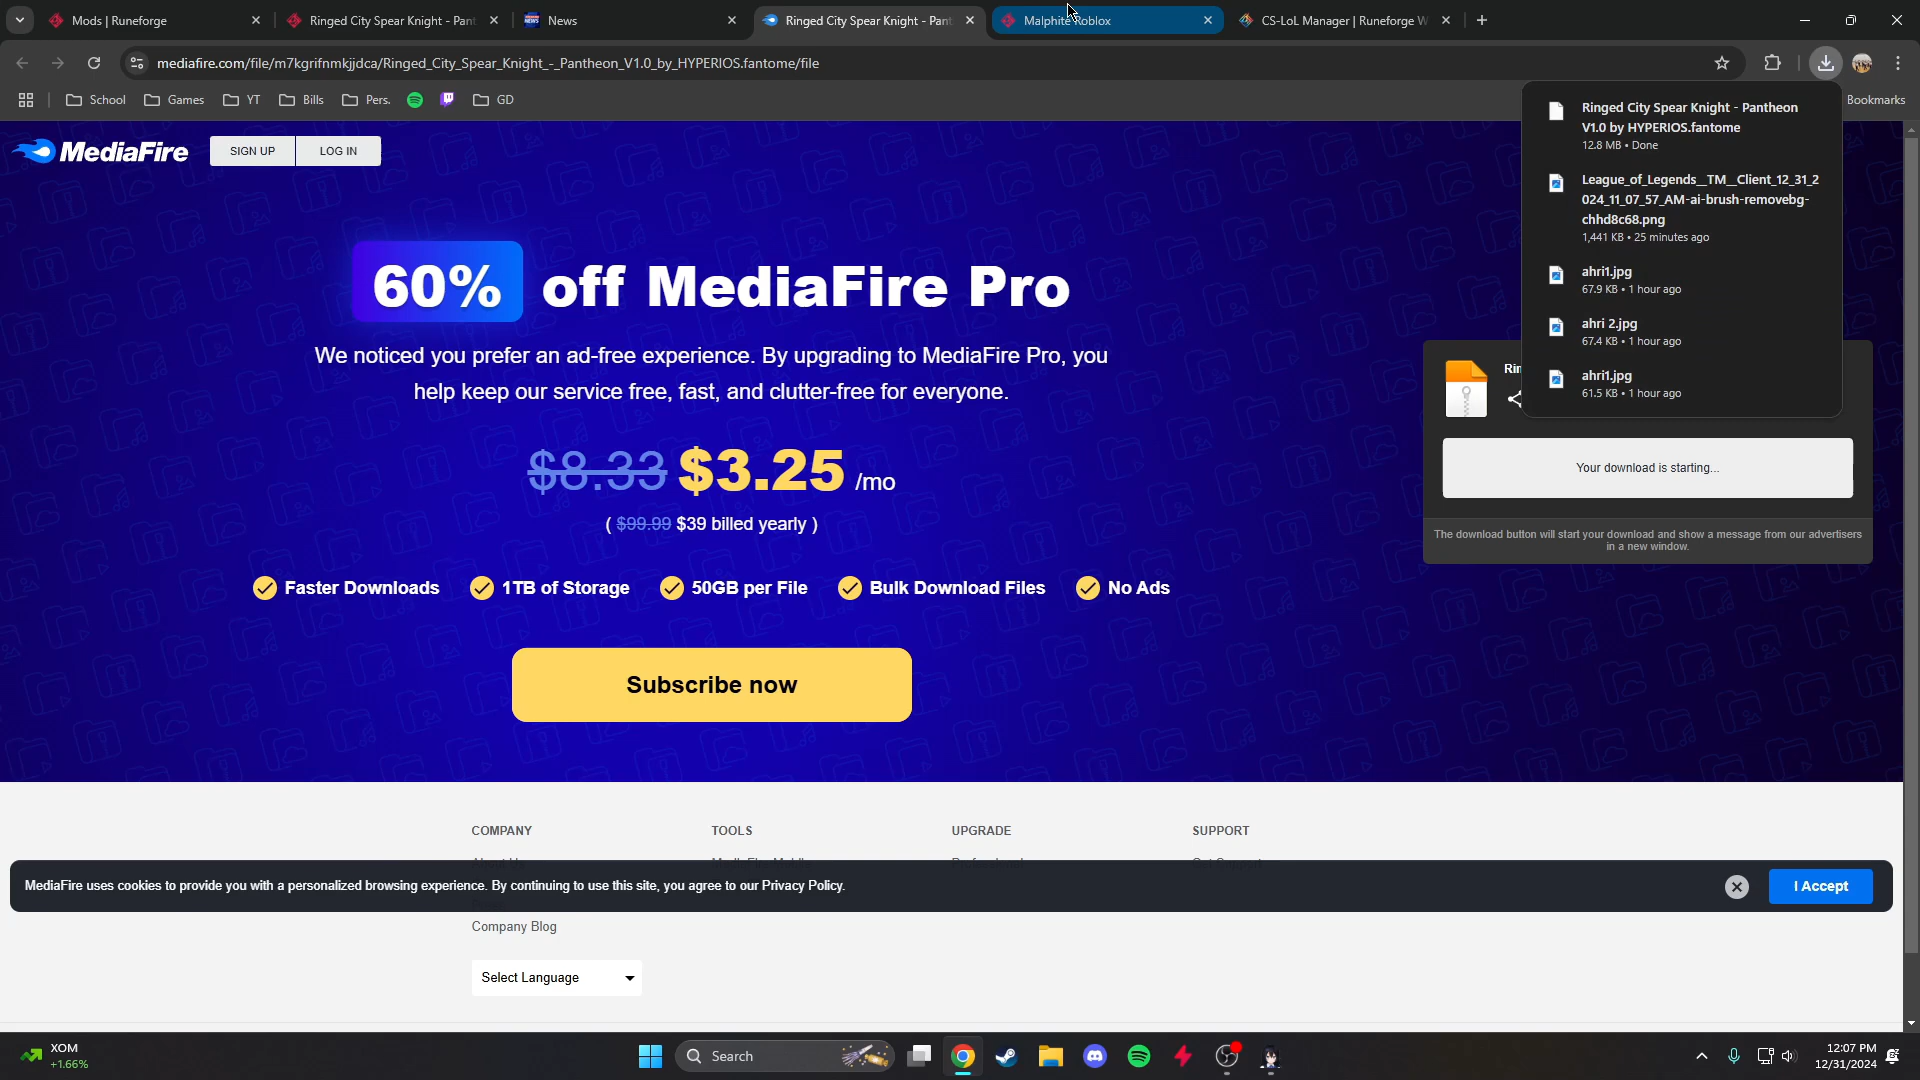 Mods | Runeforge
Ringed City Spear Knight - Pant
News
Ringed City Spear Knight - Pant
Malphite Roblox
CS-LoL Manager | Runeforge W
mediafire.com/file/m7kgrifnmkjjdca/Ringed_City_Spear_Knight_-_Pantheon_V1.0_by_HYPERIOS.fantome/file
School
Games
YT
Bills
Pers.
GD
Bookmarks
MediaFire
SIGN UP
LOG IN
Ringed City Spear Knight - Pantheon
V1.0 by HYPERIOS.fantome
12.8 MB • Done
League_of_Legends__TM__Client_12_31_2
024_11_07_57_AM-ai-brush-removebg-
chhd8c68.png
1,441 KB • 25 minutes ago
ahri1.jpg
67.9 KB • 1 hour ago
ahri 2.jpg
67.4 KB • 1 hour ago
ahri1.jpg
61.5 KB • 1 hour ago
60% off MediaFire Pro
We noticed you prefer an ad-free experience. By upgrading to MediaFire Pro, you
help keep our service free, fast, and clutter-free for everyone.
$8.33 $3.25 /mo
( $99.99 $39 billed yearly )
Faster Downloads
1TB of Storage
50GB per File
Bulk Download Files
No Ads
Subscribe now
Your download is starting...
The download button will start your download and show a message from our advertisers
in a new window.
COMPANY
TOOLS
UPGRADE
SUPPORT
MediaFire uses cookies to provide you with a personalized browsing experience. By continuing to use this site, you agree to our Privacy Policy.
I Accept
Company Blog
Select Language
XOM
+1.66%
Search
12:07 PM
12/31/2024